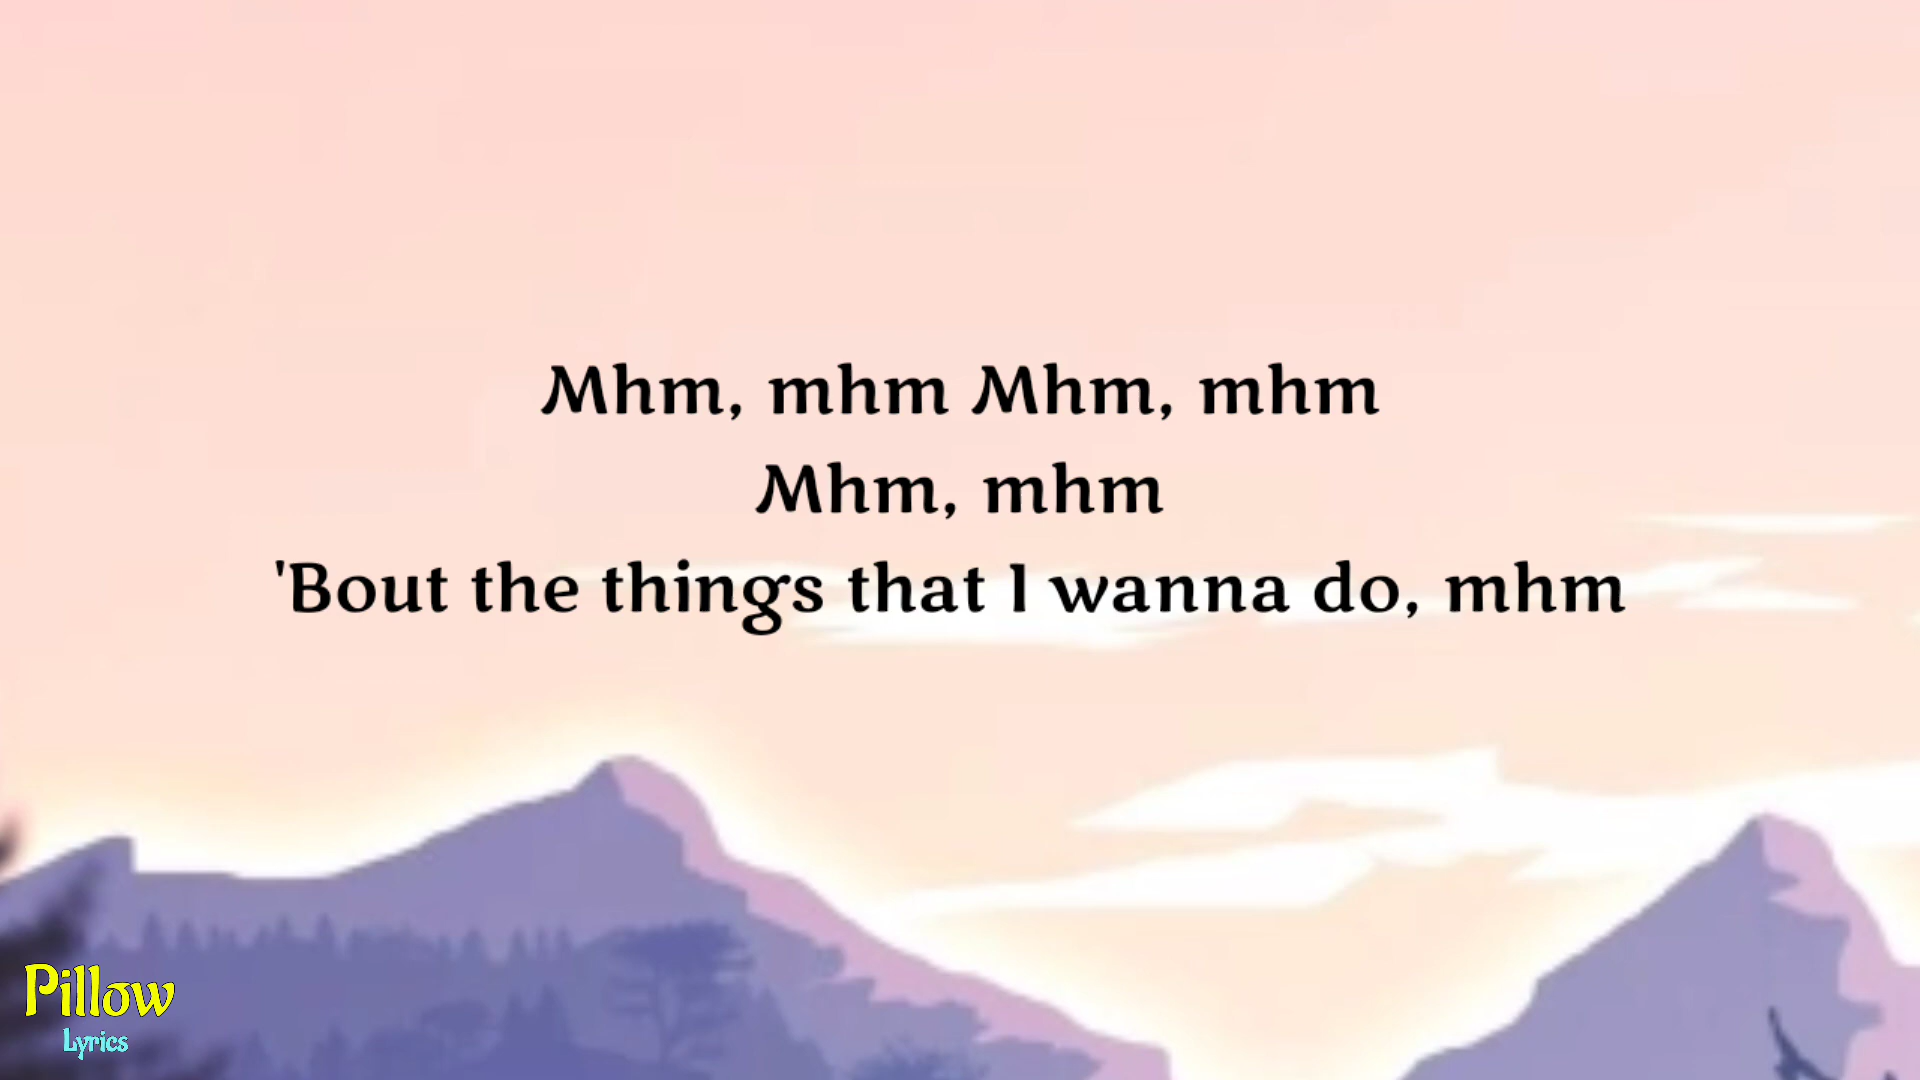 Mhm, mhm Mhm, mhm
Mhm, mhm
'Bout the things that I wanna do, mhm
Pillow
Lyrics